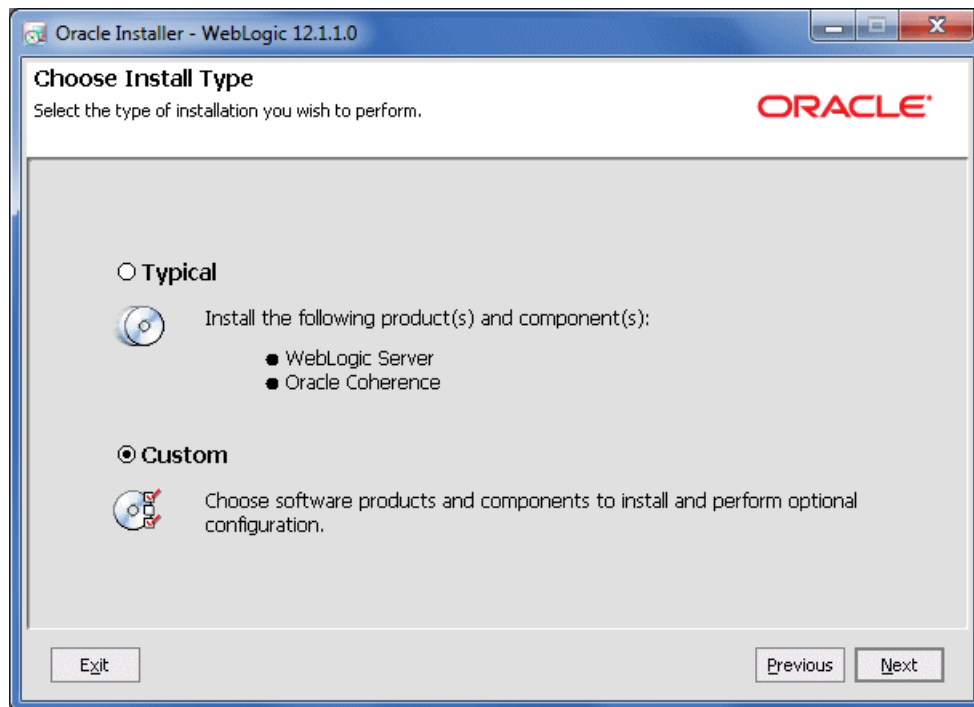 Oracle Installer - WebLogic 12.1.1.0
Choose Install Type
Select the type of installation you wish to perform.
ORACLE
Typical
Install the following product(s) and component(s):
WebLogic Server
Oracle Coherence
Custom
Choose software products and components to install and perform optional
configuration.
Exit
Previous
Next